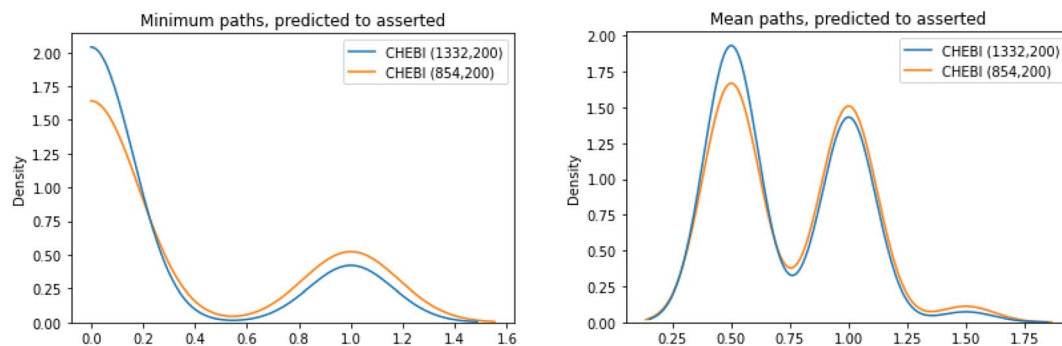 Minimum paths, predicted to asserted
CHEBI (1332,200)
CHEBI (854,200)
Density
2.00
1.75
1.50
1.25
1.00
0.75
0.50
0.25
0.00
0.0 0.2 0.4 0.6 0.8 1.0 1.2 1.4 1.6
Mean paths, predicted to asserted
CHEBI (1332,200)
CHEBI (854,200)
Density
2.00
1.75
1.50
1.25
1.00
0.75
0.50
0.25
0.00
0.25 0.50 0.75 1.00 1.25 1.50 1.75